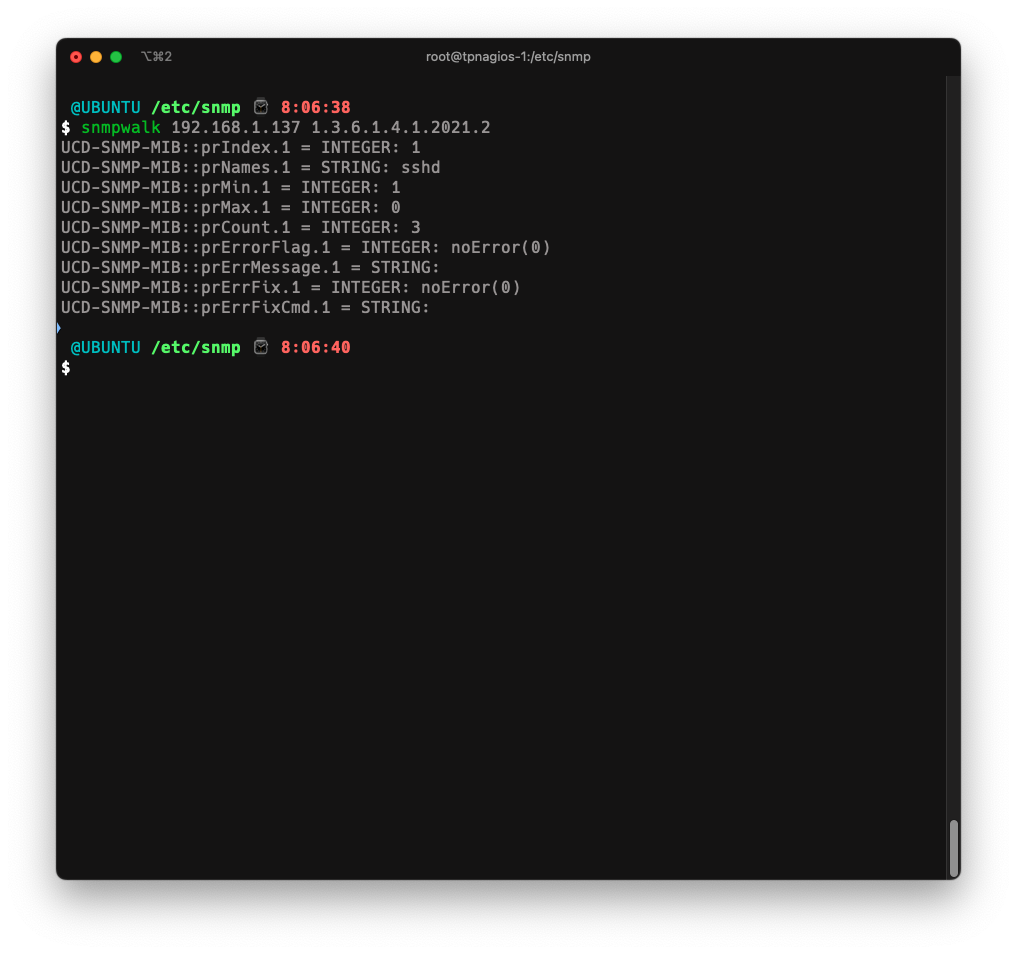 ⌥⌘2
root@tpnagios-1:/etc/snmp
@UBUNTU /etc/snmp 8:06:38
$ snmpwalk 192.168.1.137 1.3.6.1.4.1.2021.2
UCD-SNMP-MIB::prIndex.1 = INTEGER: 1
UCD-SNMP-MIB::prNames.1 = STRING: sshd
UCD-SNMP-MIB::prMin.1 = INTEGER: 1
UCD-SNMP-MIB::prMax.1 = INTEGER: 0
UCD-SNMP-MIB::prCount.1 = INTEGER: 3
UCD-SNMP-MIB::prErrorFlag.1 = INTEGER: noError(0)
UCD-SNMP-MIB::prErrMessage.1 = STRING:
UCD-SNMP-MIB::prErrFix.1 = INTEGER: noError(0)
UCD-SNMP-MIB::prErrFixCmd.1 = STRING:
@UBUNTU /etc/snmp 8:06:40
$